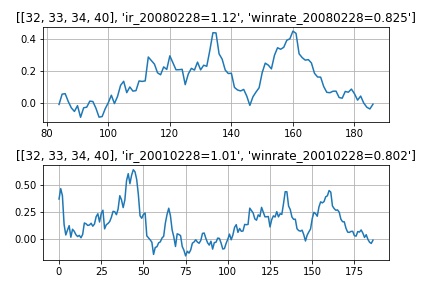 [[32, 33, 34, 40], 'ir_20080228=1.12', 'winrate_20080228=0.825']
0.4
0.2
0.0
80 100 120 140 160 180
[[32, 33, 34, 40], 'ir_20010228=1.01', 'winrate_20010228=0.802']
0.50
0.25
0.00
0 25 50 75 100 125 150 175